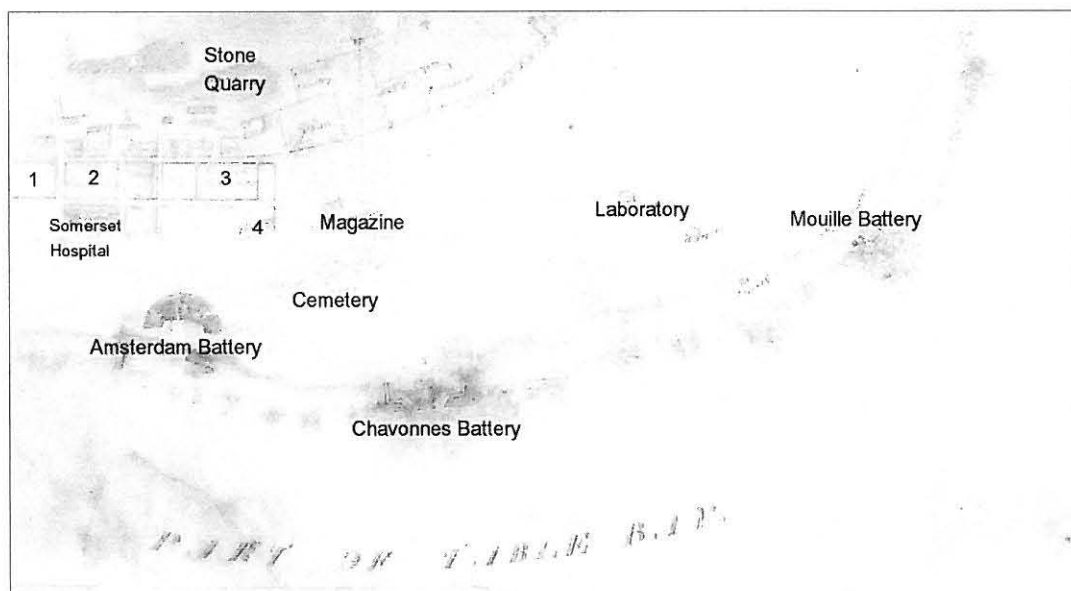 Stone
Quarry
1
2
3
Somerset
Hospital
4
Magazine
Laboratory
Mouille Battery
Cemetery
Amsterdam Battery
Chavonnes Battery
PART OF TABLE BAY.